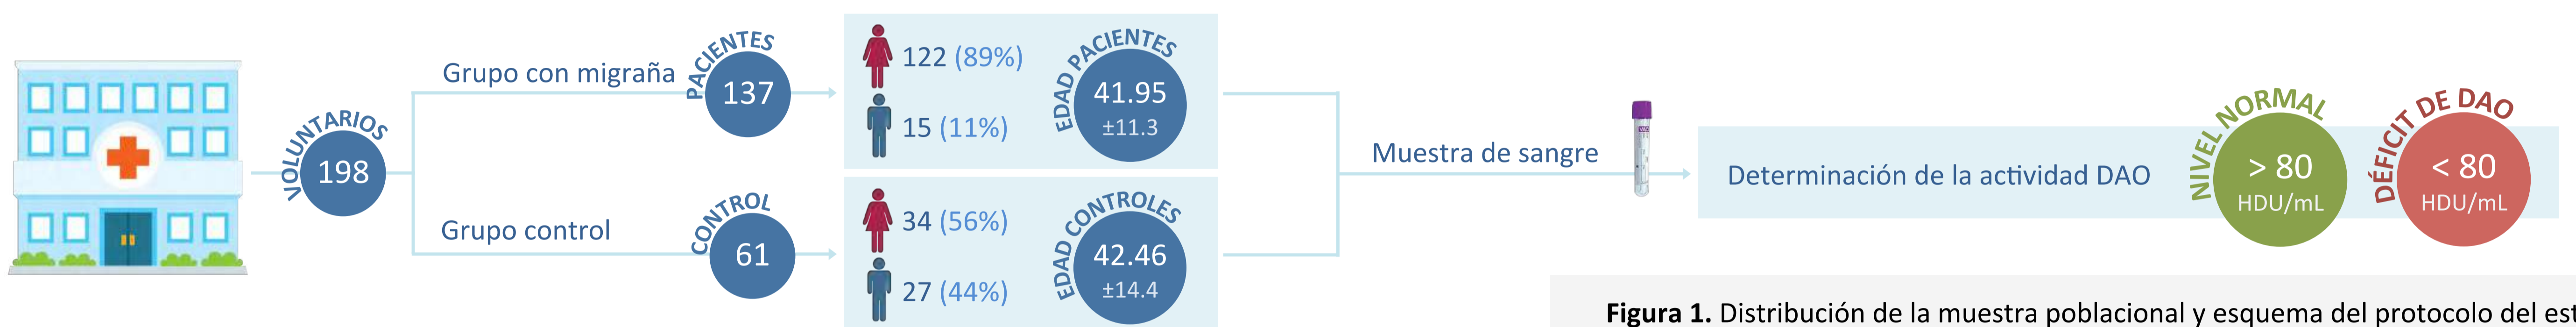 VOLUNTARIOS
198
Grupo con migraña
PACIENTES
137
122 (89%)
15 (11%)
EDAD PACIENTES
41.95
±11.3
Grupo control
CONTROL
61
34 (56%)
27 (44%)
EDAD CONTROLES
42.46
±14.4
Muestra de sangre
Determinación de la actividad DAO
NIVEL NORMAL
> 80
HDU/mL
DÉFICIT DE DAO
< 80
HDU/mL
Figura 1. Distribución de la muestra poblacional y esquema del protocolo del es